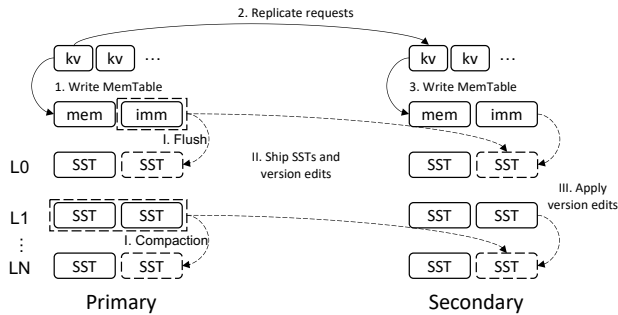 2. Replicate requests
kv kv ... kv kv ...
1. Write MemTable 3. Write MemTable
mem imm mem imm
I. Flush
II. Ship SSTs and
version edits
L0 SST SST SST SST
III. Apply
version edits
L1 SST SST SST SST
I. Compaction
⋮
LN SST SST SST SST
Primary Secondary